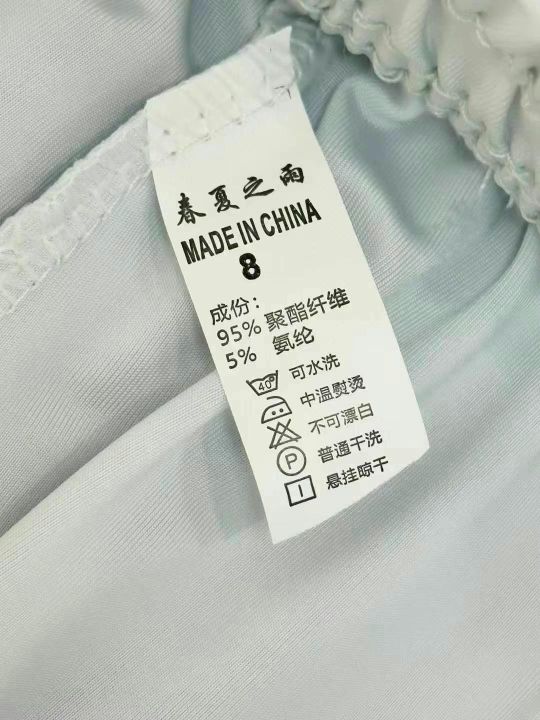 春夏之雨
MADE IN CHINA
8
成份：
95% 聚酯纤维
5% 氨纶
40° 可水洗
中温熨烫
不可漂白
P 普通干洗
悬挂晾干